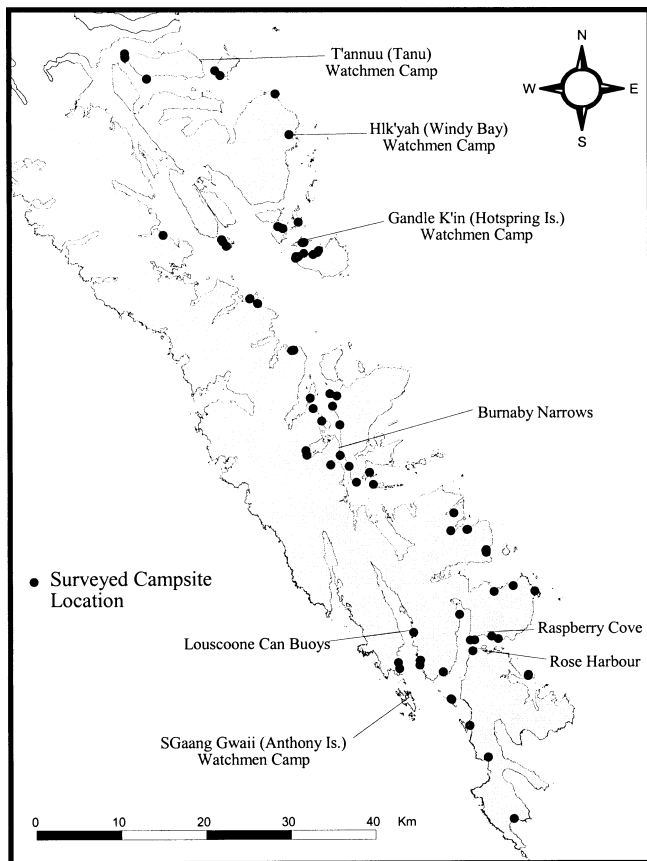 T'annuu (Tanu)
Watchmen Camp
N
W E
S
Hlk'yah (Windy Bay)
Watchmen Camp
Gandle K'in (Hotspring Is.)
Watchmen Camp
Burnaby Narrows
Surveyed Campsite
Location
Raspberry Cove
Louscoone Can Buoys
Rose Harbour
SGaang Gwaii (Anthony Is.)
Watchmen Camp
0 10 20 40 Km